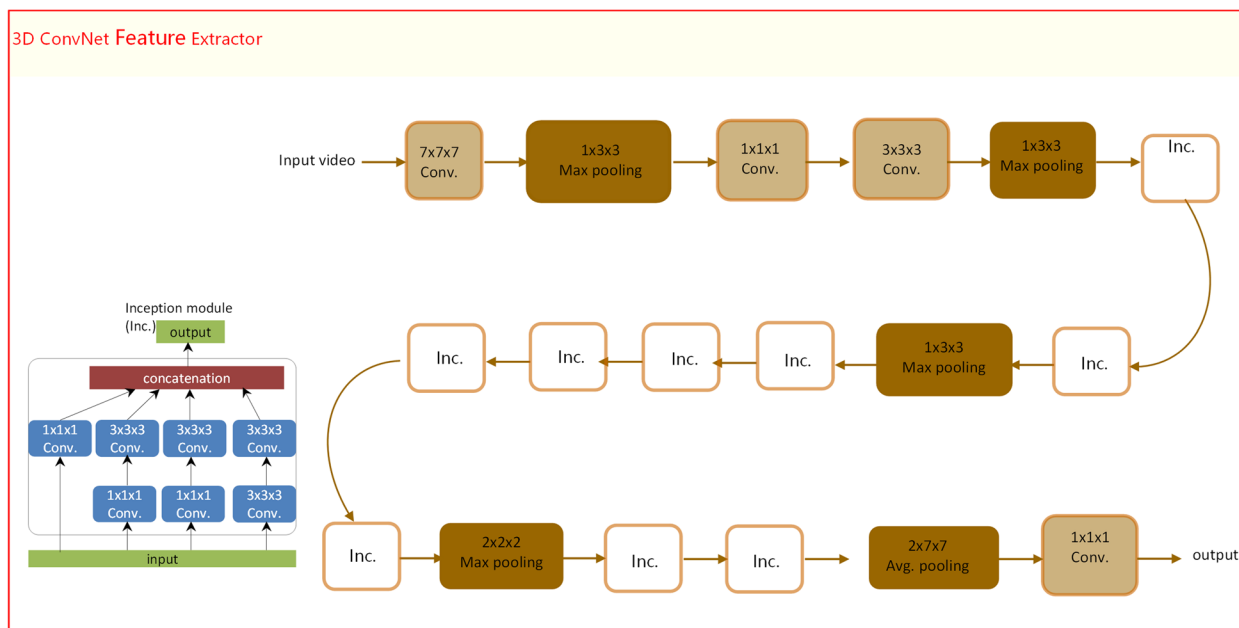 3D ConvNet Feature Extractor
Input video
7x7x7
Conv.
1x3x3
Max pooling
1x1x1
Conv.
3x3x3
Conv.
1x3x3
Max pooling
Inc.
Inc.
1x3x3
Max pooling
Inc.
Inc.
Inc.
Inc.
Inc.
2x2x2
Max pooling
Inc.
Inc.
2x7x7
Avg. pooling
1x1x1
Conv.
output
Inception module
(Inc.)
output
concatenation
1x1x1
Conv.
3x3x3
Conv.
3x3x3
Conv.
3x3x3
Conv.
1x1x1
Conv.
1x1x1
Conv.
3x3x3
Conv.
input